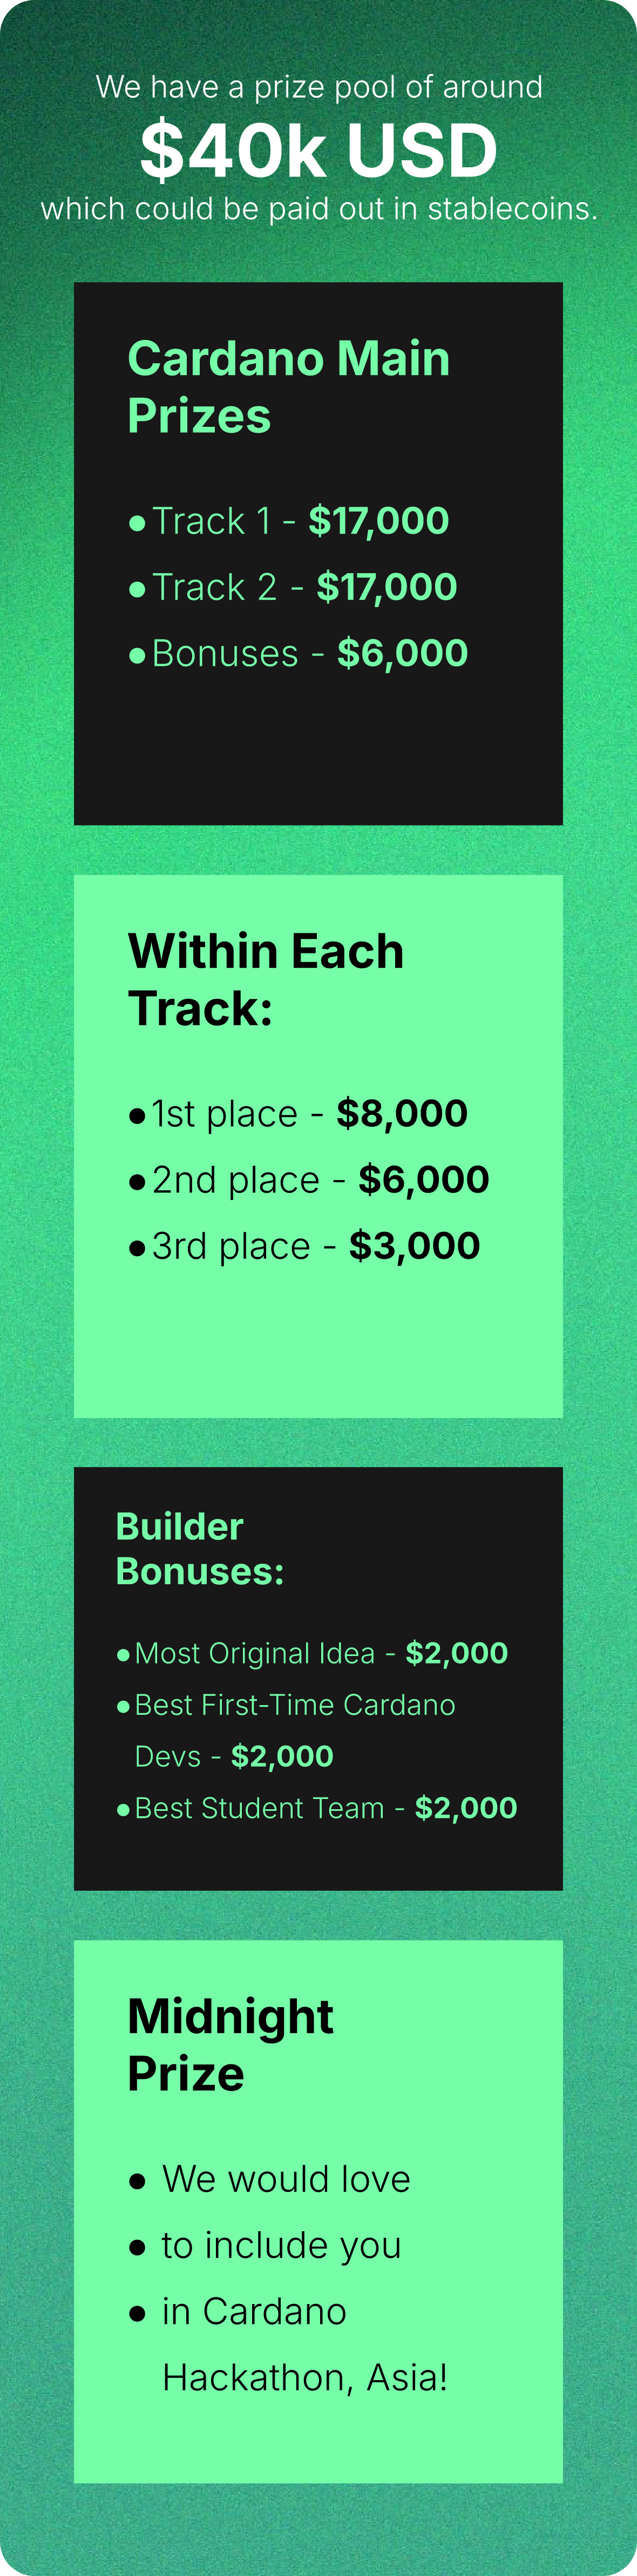 We have a prize pool of around
$40k USD
which could be paid out in stablecoins.
Cardano Main
Prizes
●Track 1 - $17,000
●Track 2 - $17,000
●Bonuses - $6,000
Within Each
Track:
●1st place - $8,000
●2nd place - $6,000
●3rd place - $3,000
Builder
Bonuses:
●Most Original Idea - $2,000
●Best First-Time Cardano
Devs - $2,000
●Best Student Team - $2,000
Midnight
Prize
● We would love
● to include you
● in Cardano
Hackathon, Asia!